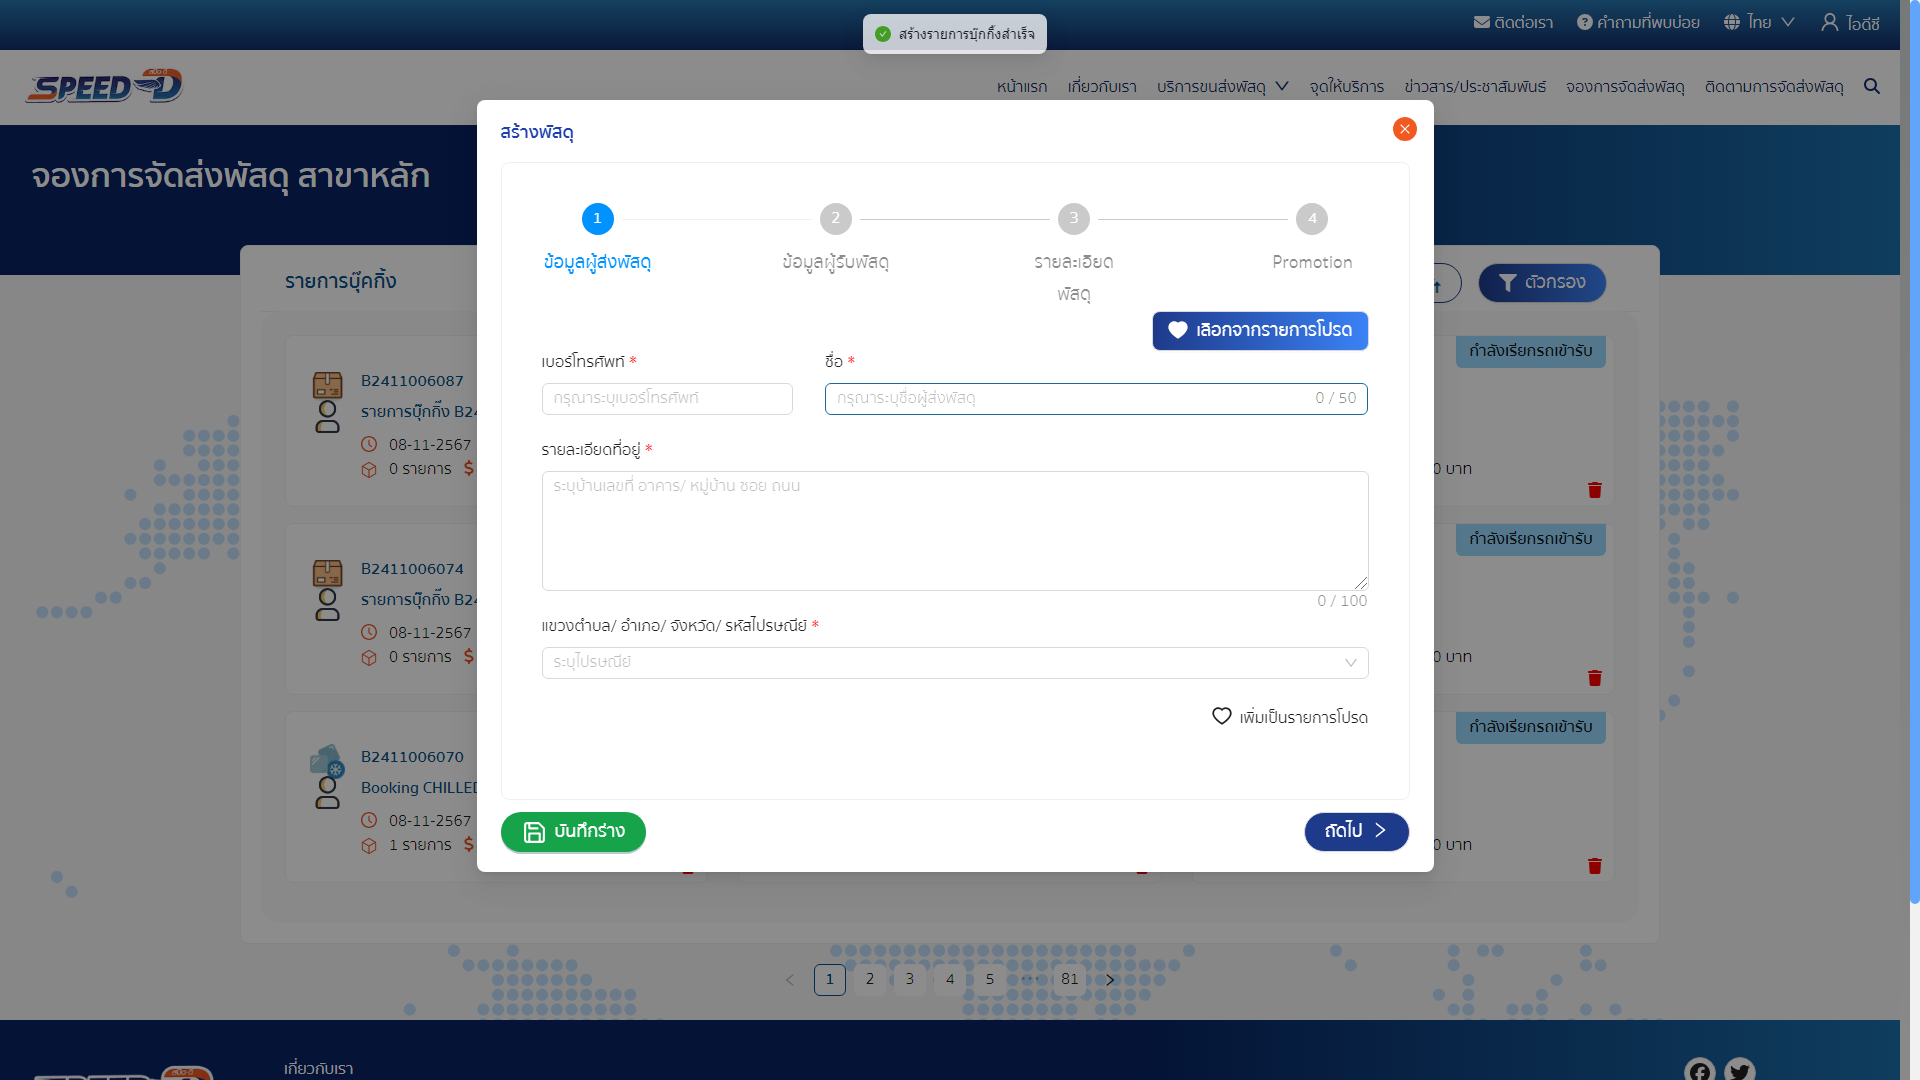 สร้างรายการบุ๊กกิ้งสำเร็จ
ติดต่อเรา
คำถามที่พบบ่อย
ไทย
ไอดีซี
SPEED-D
หน้าแรก
เกี่ยวกับเรา
บริการขนส่งพัสดุ
จุดให้บริการ
ข่าวสาร/ประชาสัมพันธ์
จองการจัดส่งพัสดุ
ติดตามการจัดส่งพัสดุ
จองการจัดส่งพัสดุ สาขาหลัก
รายการบุ๊คกิ้ง
ตัวกรอง
สร้างพัสดุ
1
2
3
4
ข้อมูลผู้ส่งพัสดุ
ข้อมูลผู้รับพัสดุ
รายละเอียด
พัสดุ
Promotion
เลือกจากรายการโปรด
เบอร์โทรศัพท์ *
ชื่อ *
กรุณาระบุเบอร์โทรศัพท์
กรุณาระบุชื่อผู้ส่งพัสดุ
0 / 50
รายละเอียดที่อยู่ *
ระบุบ้านเลขที่ อาคาร/ หมู่บ้าน ซอย ถนน
0 / 100
แขวงตำบล/ อำเภอ/ จังหวัด/ รหัสไปรษณีย์ *
ระบุไปรษณีย์
เพิ่มเป็นรายการโปรด
บันทึกร่าง
ถัดไป
B2411006087
รายการบุ๊กกิ้ง B24
08-11-2567
0 รายการ $
กำลังเรียกรถเข้ารับ
0 บาท
B2411006074
รายการบุ๊กกิ้ง B24
08-11-2567
0 รายการ $
กำลังเรียกรถเข้ารับ
0 บาท
B2411006070
Booking CHILLED
08-11-2567
1 รายการ $
กำลังเรียกรถเข้ารับ
0 บาท
1
2
3
4
5
•••
81
เกี่ยวกับเรา